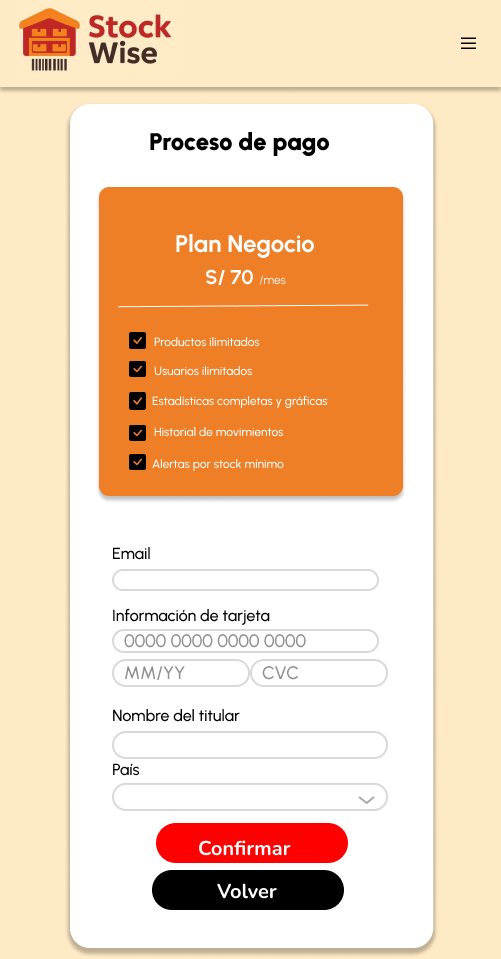 Stock
Wise
Proceso de pago
Plan Negocio
S/ 70 /mes
Productos ilimitados
Usuarios ilimitados
Estadísticas completas y gráficas
Historial de movimientos
Alertas por stock mínimo
Email
Información de tarjeta
0000 0000 0000 0000
MM/YY CVC
Nombre del titular
País
Confirmar
Volver